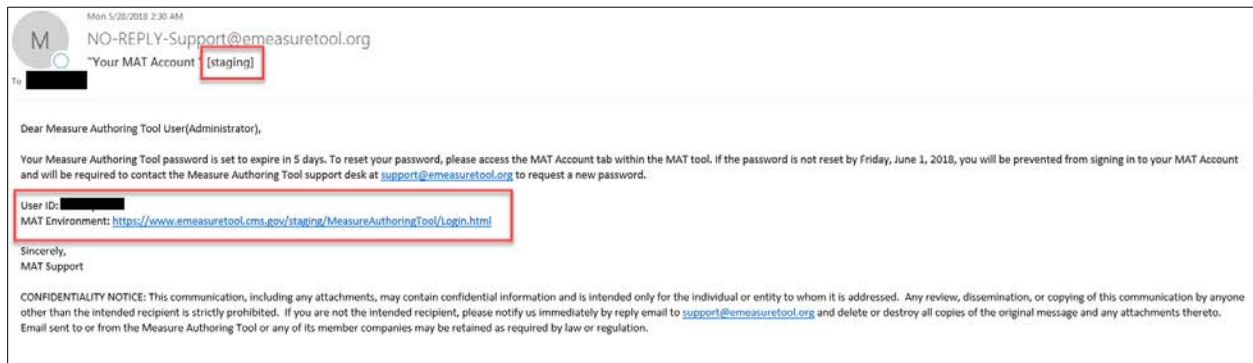 Mon 5/28/2018 2:30 AM
M
NO-REPLY-Support@emeasuretool.org
"Your MAT Account " [staging]
To
Dear Measure Authoring Tool User(Administrator),
Your Measure Authoring Tool password is set to expire in 5 days. To reset your password, please access the MAT Account tab within the MAT tool. If the password is not reset by Friday, June 1, 2018, you will be prevented from signing in to your MAT Account
and will be required to contact the Measure Authoring Tool support desk at support@emeasuretool.org to request a new password.
User ID:
MAT Environment: https://www.emeasuretool.cms.gov/staging/MeasureAuthoringTool/Login.html
Sincerely,
MAT Support
CONFIDENTIALITY NOTICE: This communication, including any attachments, may contain confidential information and is intended only for the individual or entity to whom it is addressed. Any review, dissemination, or copying of this communication by anyone
other than the intended recipient is strictly prohibited. If you are not the intended recipient, please notify us immediately by reply email to support@emeasuretool.org and delete or destroy all copies of the original message and any attachments thereto.
Email sent to or from the Measure Authoring Tool or any of its member companies may be retained as required by law or regulation.